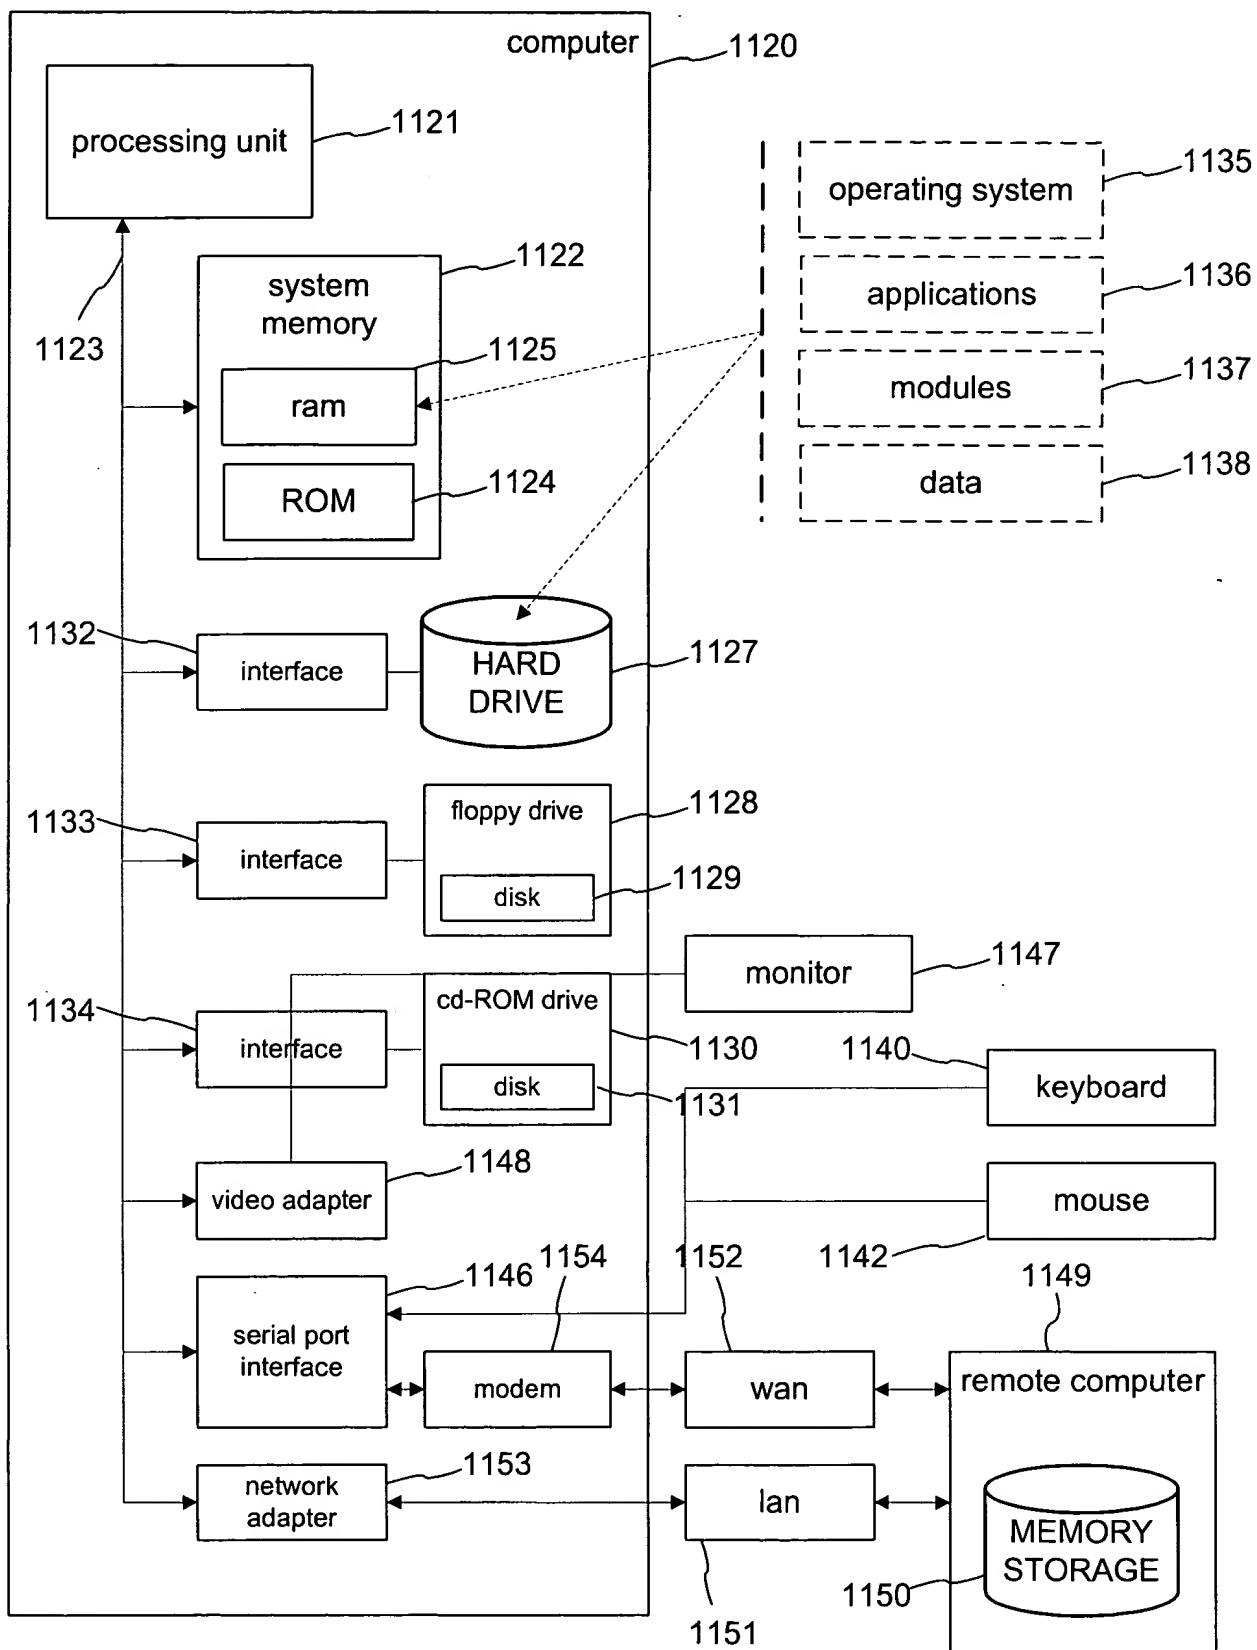 computer
1120
processing unit
1121
1123
system
memory
1122
ram
1125
ROM
1124
operating system
1135
applications
1136
modules
1137
data
1138
1132
interface
HARD
DRIVE
1127
1133
interface
floppy drive
1128
disk
1129
monitor
1147
1134
interface
cd-ROM drive
1130
disk
1131
1140
keyboard
video adapter
1148
mouse
1142
1146
serial port
interface
1154
modem
1152
wan
1149
remote computer
1153
network
adapter
lan
1151
MEMORY
STORAGE
1150